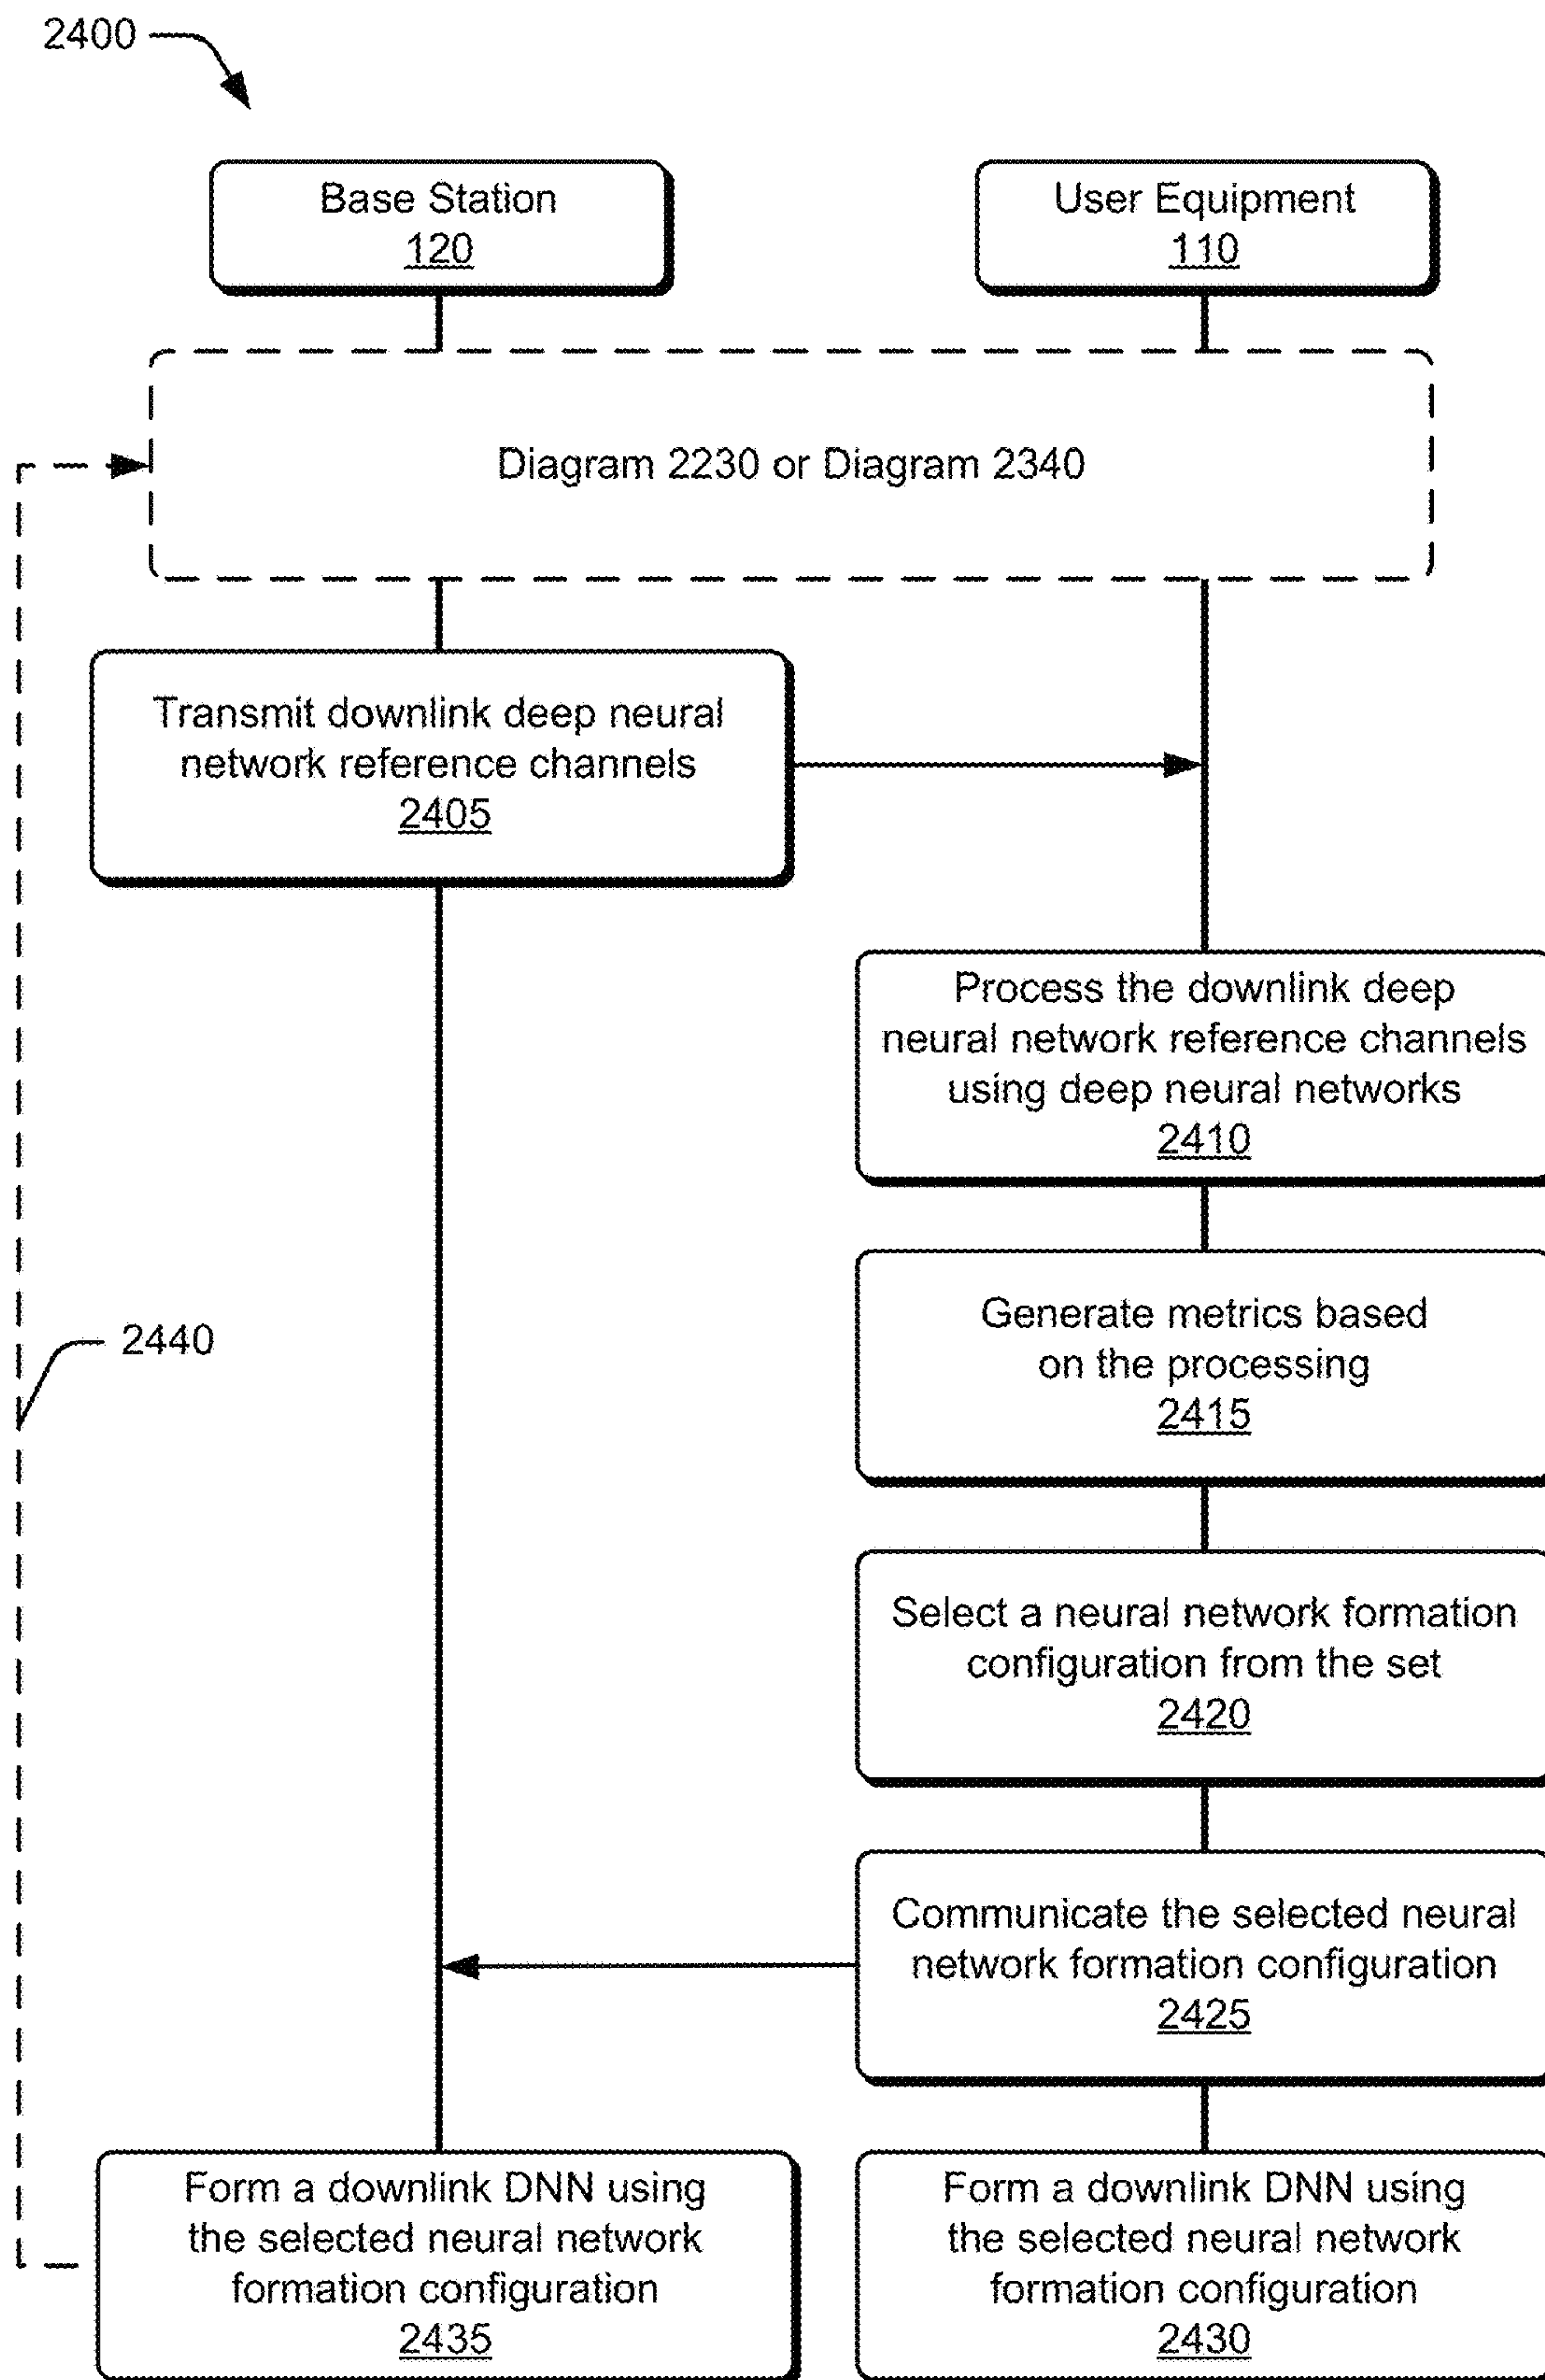 2400
Base Station
120
User Equipment
110
Diagram 2230 or Diagram 2340
Transmit downlink deep neural
network reference channels
2405
Process the downlink deep
neural network reference channels
using deep neural networks
2410
Generate metrics based
on the processing
2415
2440
Select a neural network formation
configuration from the set
2420
Communicate the selected neural
network formation configuration
2425
Form a downlink DNN using
the selected neural network
formation configuration
2435
Form a downlink DNN using
the selected neural network
formation configuration
2430